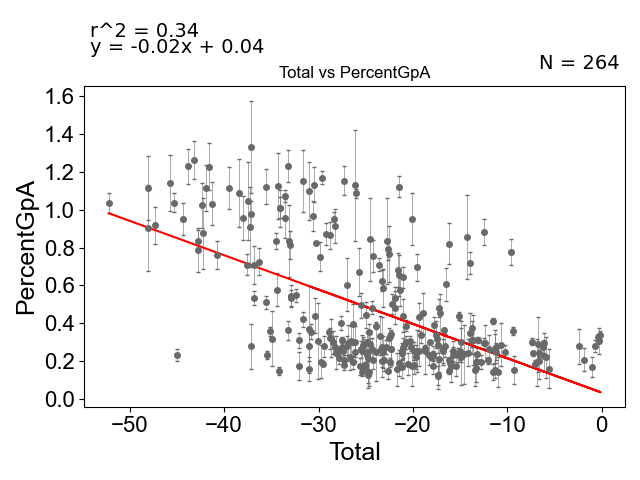 r^2 = 0.34
y = -0.02x + 0.04
N = 264
Total vs PercentGpA
1.6
1.4
1.2
1.0
0.8
0.6
0.4
0.2
0.0
PercentGpA
−50 −40 −30 −20 −10 0
Total